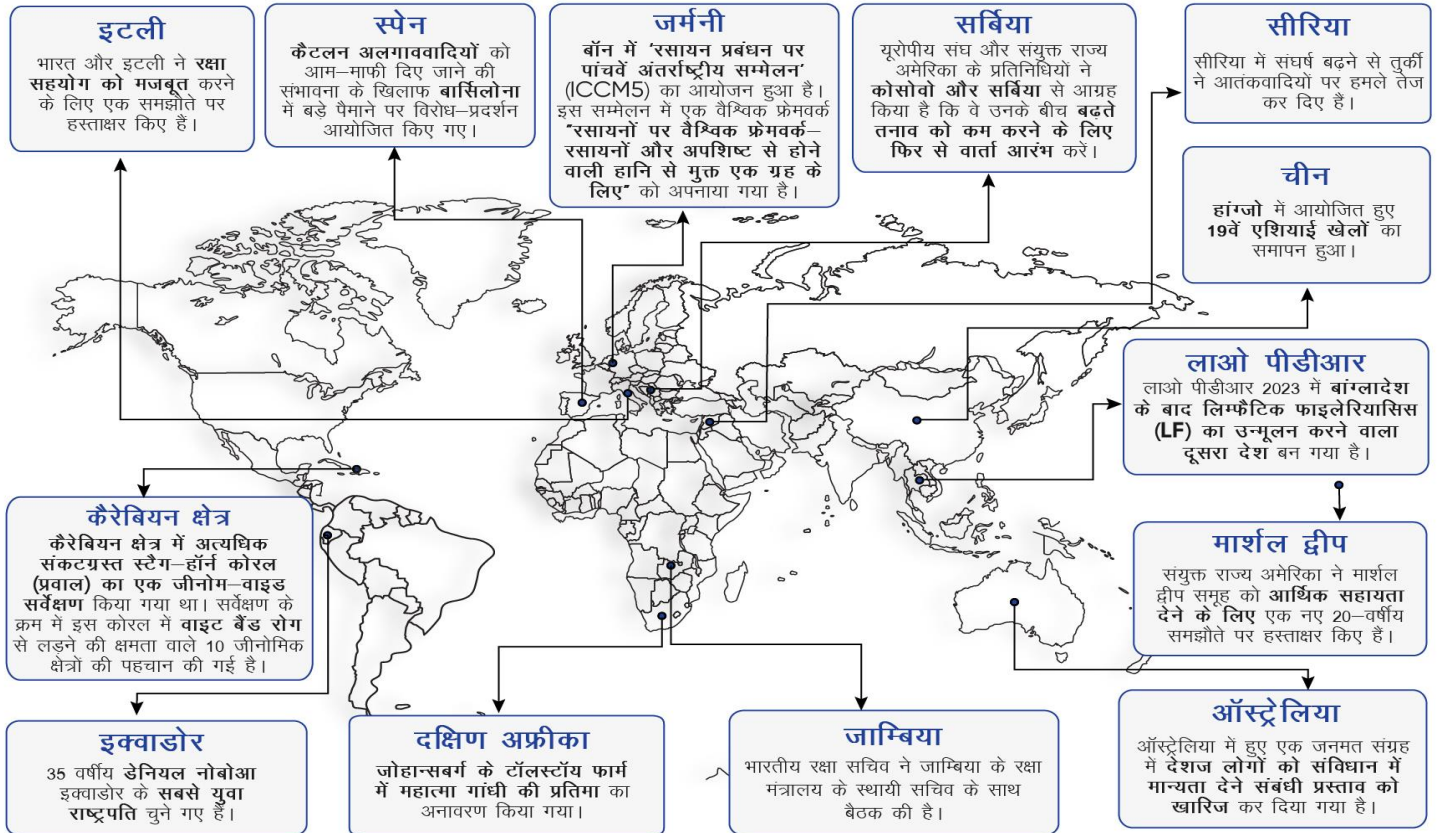 इटली
भारत और इटली ने रक्षा
सहयोग को मजबूत करने
के लिए एक समझौते पर
हस्ताक्षर किए हैं।
स्पेन
कैटलन अलगाववादियों को
आम–माफी दिए जाने की
संभावना के खिलाफ बार्सिलोना
में बड़े पैमाने पर विरोध–प्रदर्शन
आयोजित किए गए।
जर्मनी
बॉन में 'रसायन प्रबंधन पर
पांचवें अंतर्राष्ट्रीय सम्मेलन'
(ICCM5) का आयोजन हुआ है।
इस सम्मेलन में एक वैश्विक फ्रेमवर्क
"रसायनों पर वैश्विक फ्रेमवर्क–
रसायनों और अपशिष्ट से होने
वाली हानि से मुक्त एक ग्रह के
लिए" को अपनाया गया है।
सर्बिया
यूरोपीय संघ और संयुक्त राज्य
अमेरिका के प्रतिनिधियों ने
कोसोवो और सर्बिया से आग्रह
किया है कि वे उनके बीच बढ़ते
तनाव को कम करने के लिए
फिर से वार्ता आरंभ करें।
सीरिया
सीरिया में संघर्ष बढ़ने से तुर्की
ने आतंकवादियों पर हमले तेज
कर दिए हैं।
चीन
हांग्जो में आयोजित हुए
19वें एशियाई खेलों का
समापन हुआ।
लाओ पीडीआर
लाओ पीडीआर 2023 में बांग्लादेश
के बाद लिम्फैटिक फाइलेरियासिस
(LF) का उन्मूलन करने वाला
दूसरा देश बन गया है।
कैरेबियन क्षेत्र
कैरेबियन क्षेत्र में अत्यधिक
संकटग्रस्त स्टैग–हॉर्न कोरल
(प्रवाल) का एक जीनोम–वाइड
सर्वेक्षण किया गया था। सर्वेक्षण के
क्रम में इस कोरल में वाइट बैंड रोग
से लड़ने की क्षमता वाले 10 जीनोमिक
क्षेत्रों की पहचान की गई है।
मार्शल द्वीप
संयुक्त राज्य अमेरिका ने मार्शल
द्वीप समूह को आर्थिक सहायता
देने के लिए एक नए 20–वर्षीय
समझौते पर हस्ताक्षर किए हैं।
इक्वाडोर
35 वर्षीय डेनियल नोबोआ
इक्वाडोर के सबसे युवा
राष्ट्रपति चुने गए हैं।
दक्षिण अफ्रीका
जोहान्सबर्ग के टॉलस्टॉय फार्म
में महात्मा गांधी की प्रतिमा का
अनावरण किया गया।
जाम्बिया
भारतीय रक्षा सचिव ने जाम्बिया के रक्षा
मंत्रालय के स्थायी सचिव के साथ
बैठक की है।
ऑस्ट्रेलिया
ऑस्ट्रेलिया में हुए एक जनमत संग्रह
में देशज लोगों को संविधान में
मान्यता देने संबंधी प्रस्ताव को
खारिज कर दिया गया है।